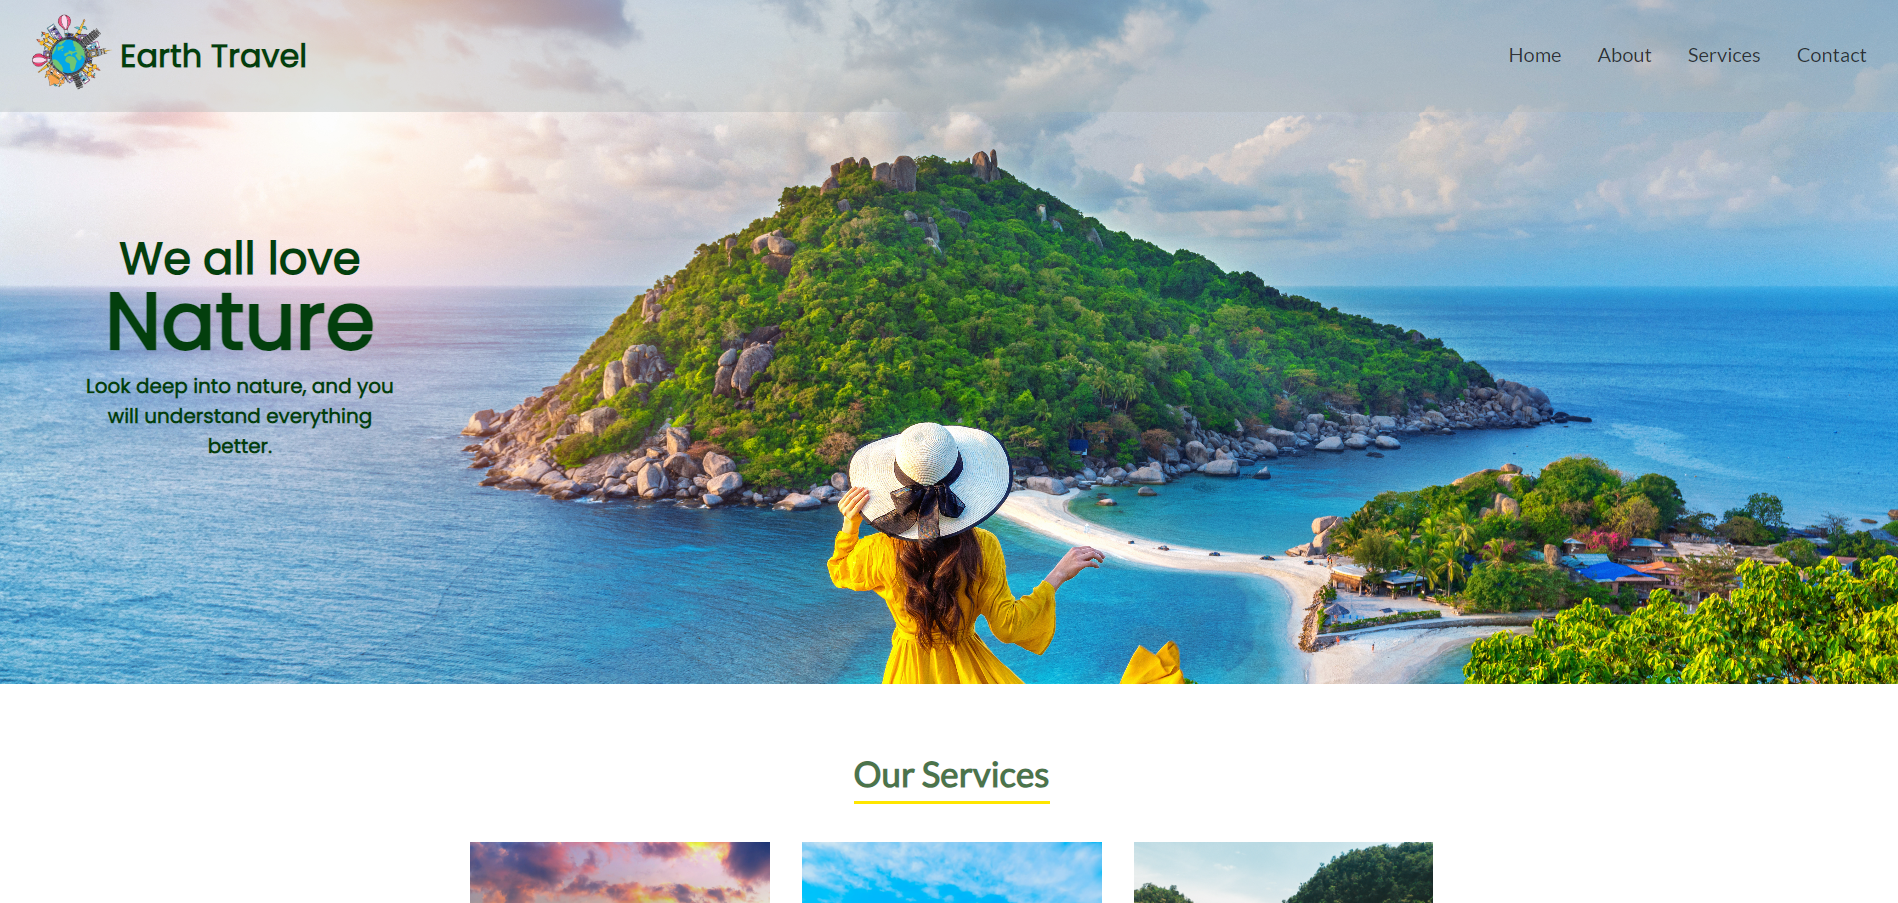 Earth Travel
Home About Services Contact
We all love
Nature
Look deep into nature, and you
will understand everything
better.
Our Services